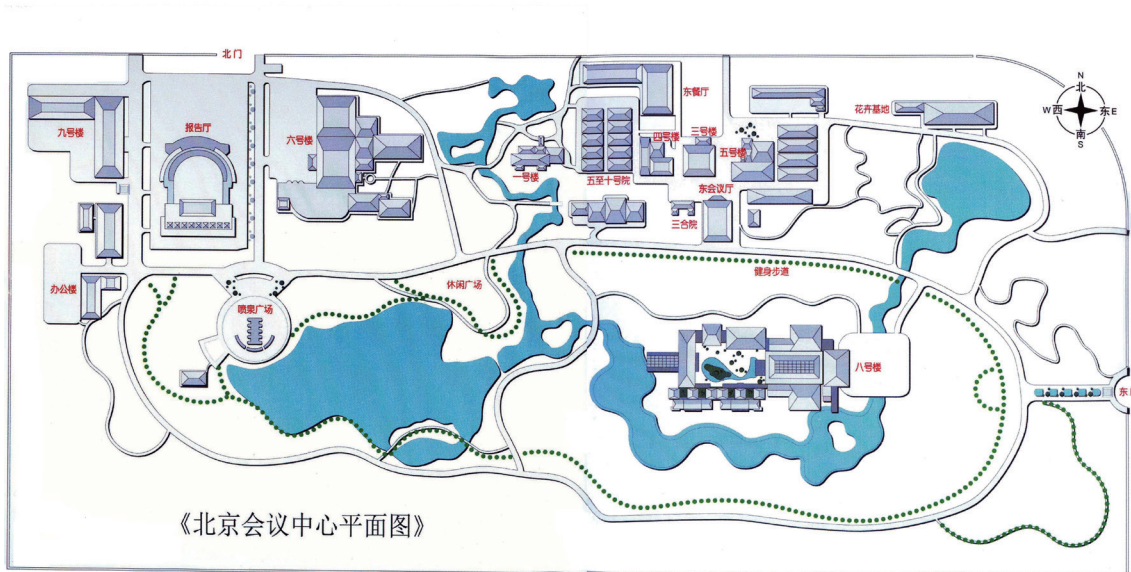 北门
N
北
W西
东E
南
S
九号楼
报告厅
六号楼
一号楼
东餐厅
四号楼
三号楼
五号楼
花卉基地
五至十号院
东会议厅
三合院
办公楼
喷泉广场
休闲广场
健身步道
八号楼
东
《北京会议中心平面图》